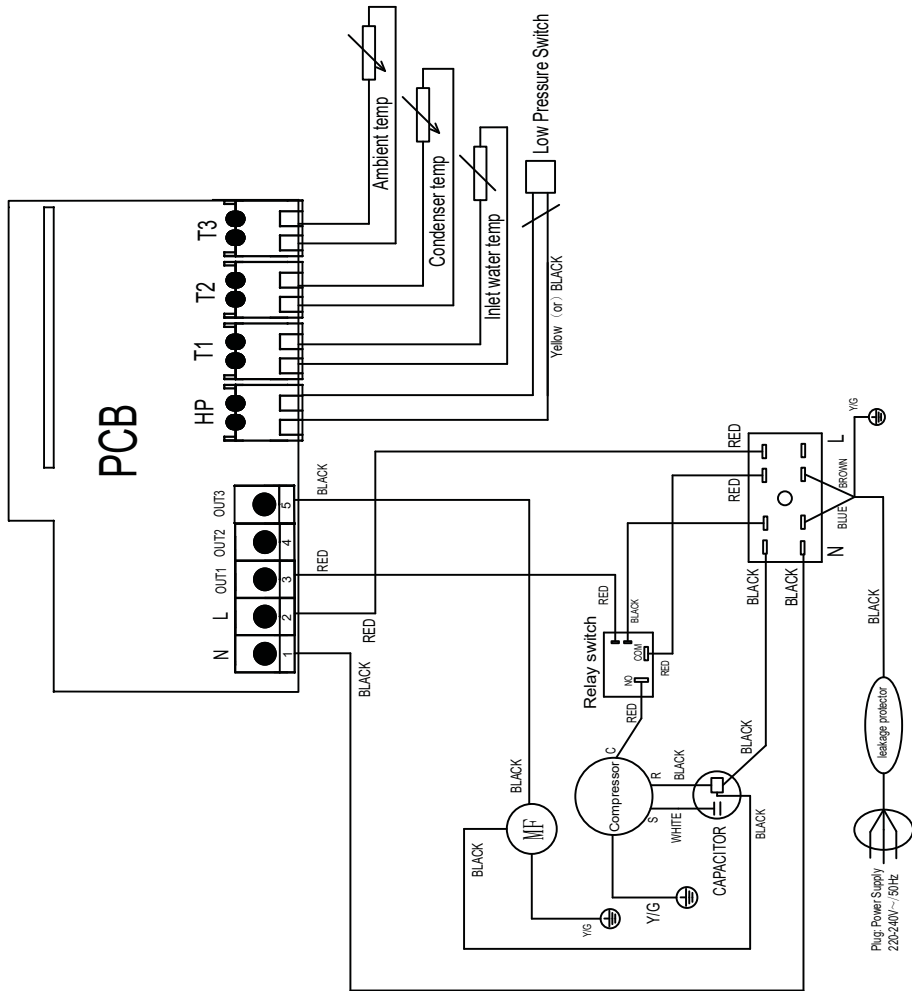 PCB
N
L
OUT1
OUT2
OUT3
1
2
3
4
5
HP
T1
T2
T3
Ambient temp
Condenser temp
Inlet water temp
Low Pressure Switch
Yellow（or）BLACK
BLACK
RED
RED
BLACK
Relay switch
RED
BLACK
NO
COM
RED
RED
RED
RED
BLACK
BLACK
N
L
BLUE
BROWN
Y/G
BLACK
BLACK
MF
Y/G
Compressor
C
R
S
BLACK
WHITE
Y/G
CAPACITOR
BLACK
BLACK
BLACK
leakage protector
Plug: Power Supply
220-240V～/50Hz